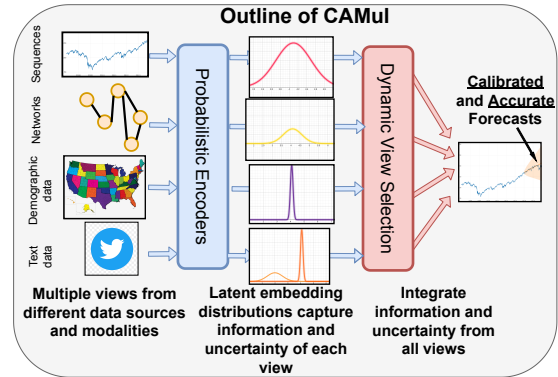 Outline of CAMul
Sequences
Networks
Demographic
data
Text
data
Probabilistic Encoders
Dynamic View Selection
Calibrated
and Accurate
Forecasts
Multiple views from
different data sources
and modalities
Latent embedding
distributions capture
information and
uncertainty of each
view
Integrate
information and
uncertainty from
all views